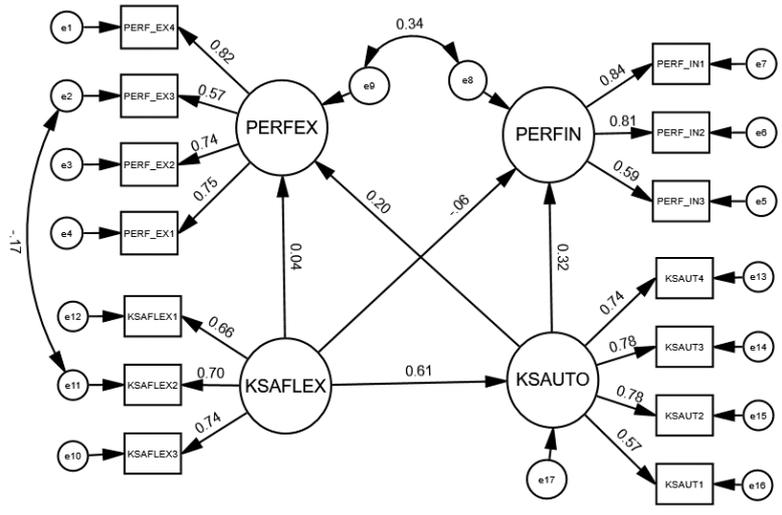 0.34
e1
PERF_EX4
0.82
e9
e8
0.84
PERF_IN1
e7
e2
PERF_EX3
0.57
PERFEX
PERFIN
0.81
PERF_IN2
e6
e3
PERF_EX2
0.74
0.59
PERF_IN3
e5
e4
PERF_EX1
0.75
0.20
-.06
-.17
0.04
0.32
0.74
KSAUT4
e13
e12
KSAFLEX1
0.66
0.78
KSAUT3
e14
e11
KSAFLEX2
0.70
KSAFLEX
0.61
KSAUTO
0.78
KSAUT2
e15
e10
KSAFLEX3
0.74
0.57
KSAUT1
e16
e17